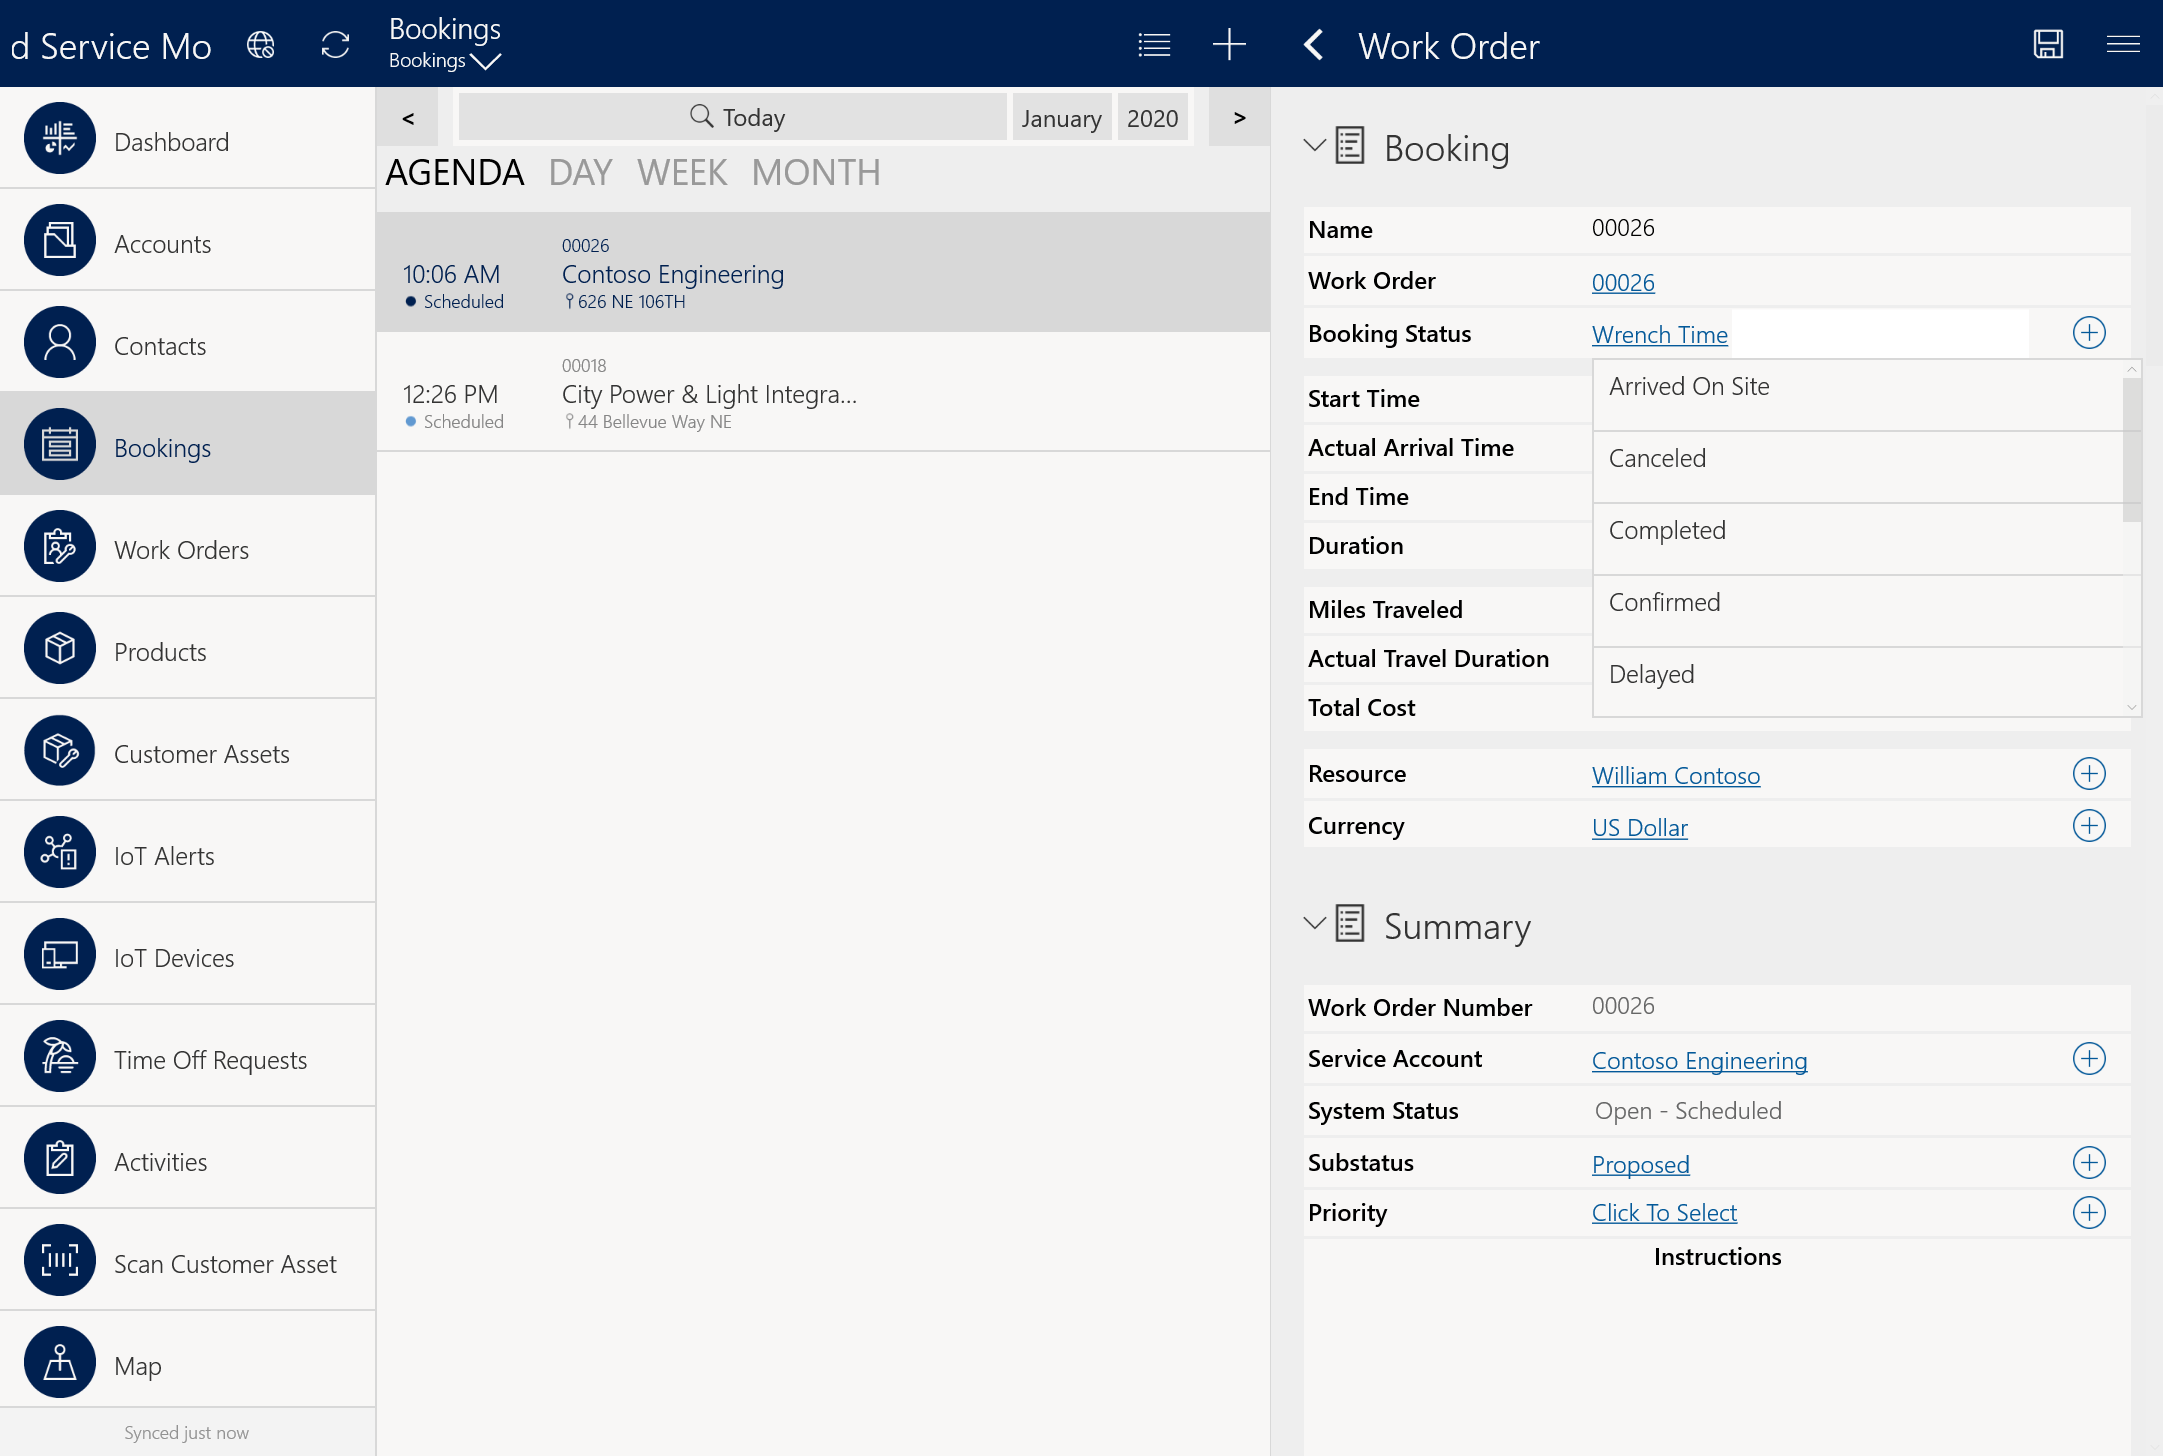 d Service Mo
Bookings
Bookings
Work Order
Dashboard
Accounts
Contacts
Bookings
Work Orders
Products
Customer Assets
IoT Alerts
IoT Devices
Time Off Requests
Activities
Scan Customer Asset
Map
Synced just now
< Today January 2020 >
AGENDA DAY WEEK MONTH
00026
10:06 AM Contoso Engineering
Scheduled 626 NE 106TH
00018
12:26 PM City Power & Light Integra...
Scheduled 44 Bellevue Way NE
Booking
Name 00026
Work Order 00026
Booking Status Wrench Time
Arrived On Site
Canceled
Completed
Confirmed
Delayed
Start Time
Actual Arrival Time
End Time
Duration
Miles Traveled
Actual Travel Duration
Total Cost
Resource William Contoso
Currency US Dollar
Summary
Work Order Number 00026
Service Account Contoso Engineering
System Status Open - Scheduled
Substatus Proposed
Priority Click To Select
Instructions